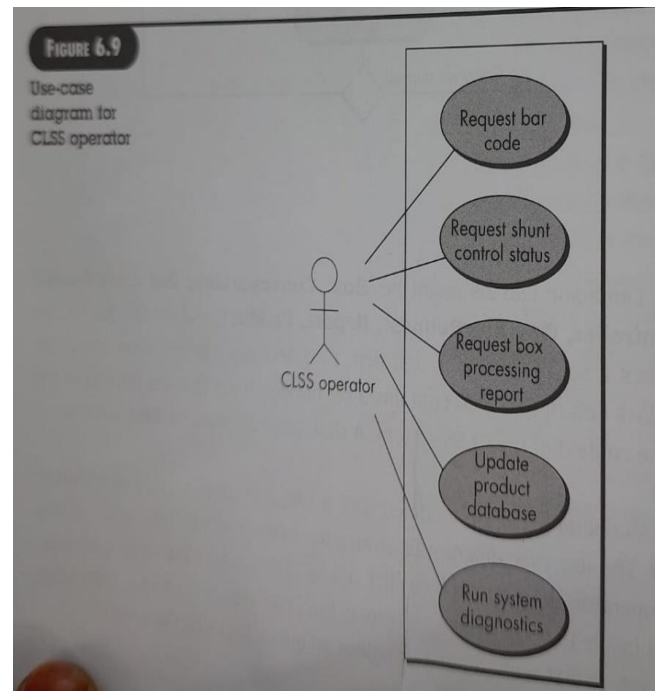 FIGURE 6.9
Use-case
diagram for
CLSS operator
Request bar
code
Request shunt
control status
Request box
processing
report
CLSS operator
Update
product
database
Run system
diagnostics